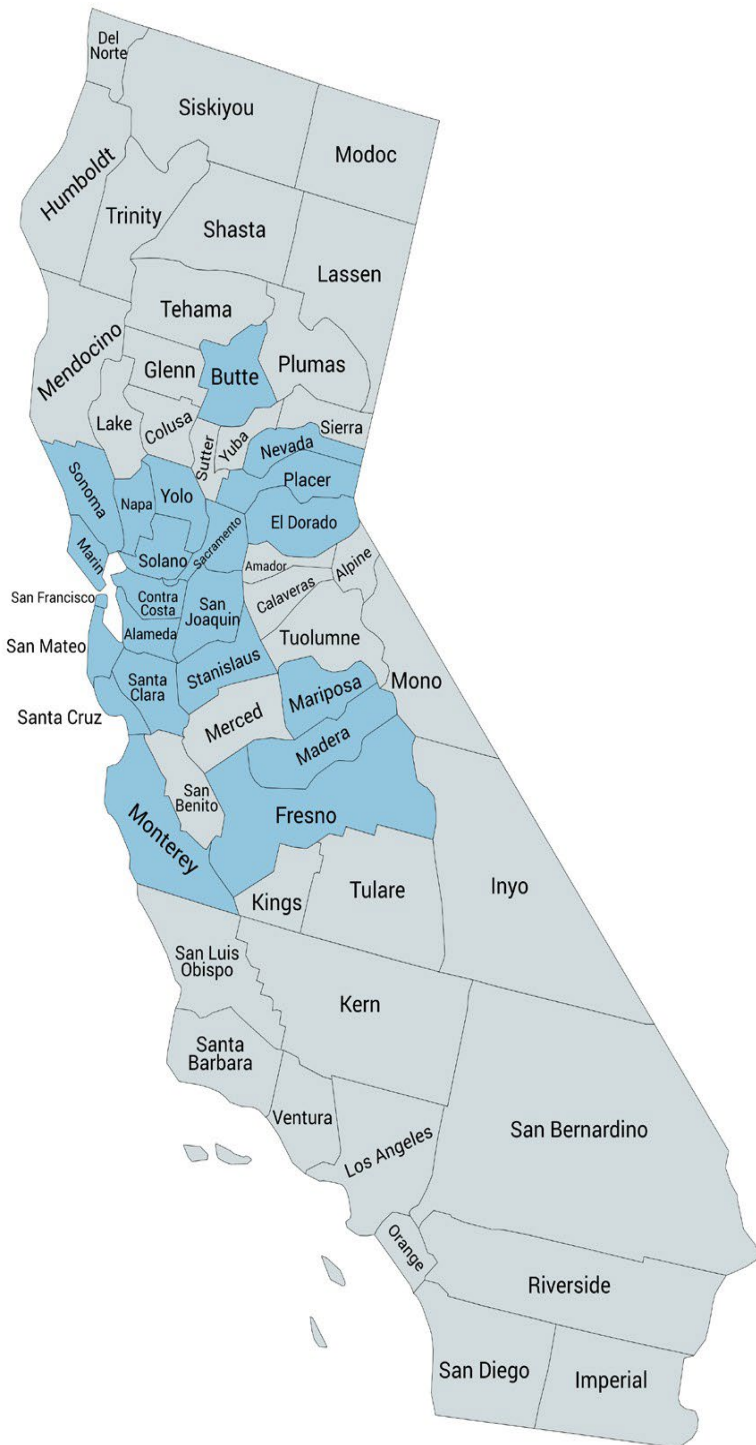 Del
Norte
Siskiyou
Modoc
Humboldt
Trinity
Shasta
Lassen
Tehama
Mendocino
Glenn
Butte
Plumas
Lake
Colusa
Sutter
Yuba
Sierra
Nevada
Sonoma
Napa
Yolo
Placer
El Dorado
Sacramento
Marin
Solano
Amador
Alpine
San Francisco
Contra
Costa
San
Joaquin
Calaveras
Alameda
Tuolumne
San Mateo
Stanislaus
Santa
Clara
Mariposa
Mono
Santa Cruz
Merced
Madera
San
Benito
Monterey
Fresno
Kings
Tulare
Inyo
San Luis
Obispo
Kern
Santa
Barbara
Ventura
Los Angeles
San Bernardino
Orange
Riverside
San Diego
Imperial